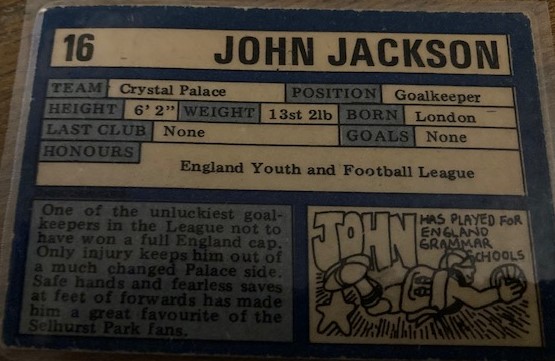 16 JOHN JACKSON
TEAM Crystal Palace POSITION Goalkeeper
HEIGHT 6' 2" WEIGHT 13st 2lb BORN London
LAST CLUB None GOALS None
HONOURS
England Youth and Football League
One of the unluckiest goal-
keepers in the League not to
have won a full England cap.
Only injury keeps him out of
a much changed Palace side.
Safe hands and fearless saves
at feet of forwards has made
him a great favourite of the
Selhurst Park fans.
JOHN HAS PLAYED FOR
ENGLAND
GRAMMAR
SCHOOLS